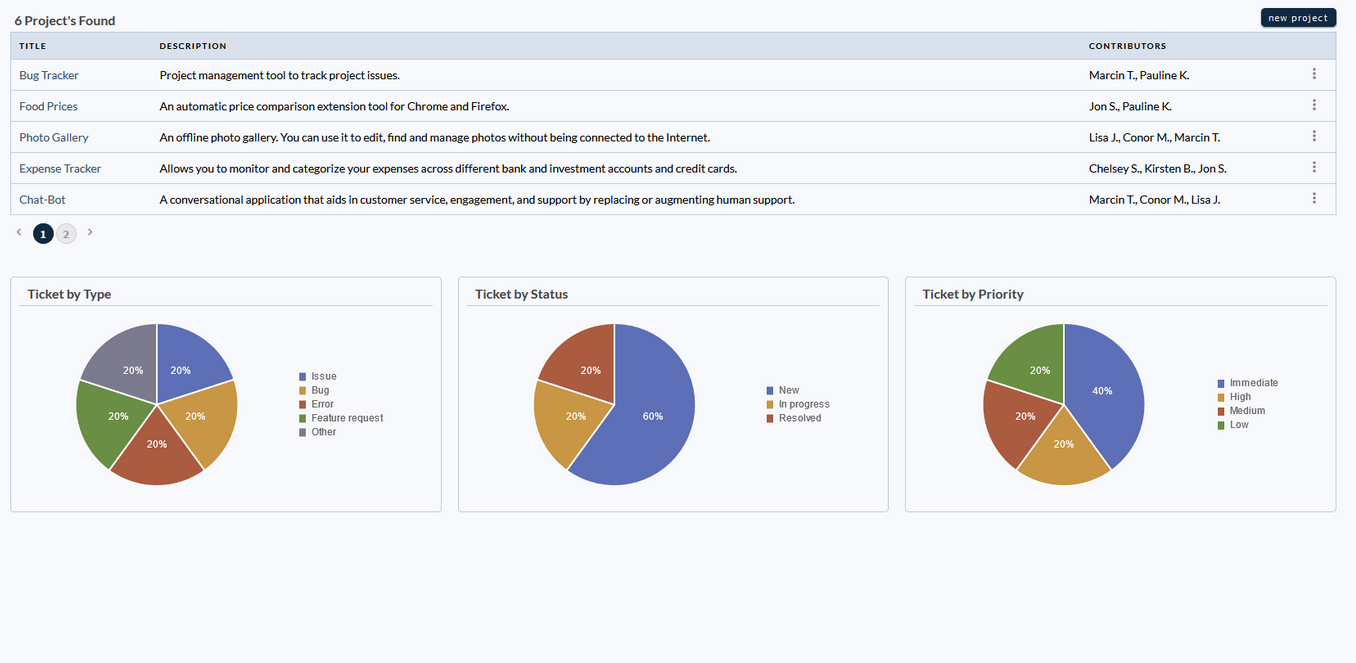 6 Project's Found
new project
TITLE DESCRIPTION CONTRIBUTORS
Bug Tracker Project management tool to track project issues. Marcin T., Pauline K.
Food Prices An automatic price comparison extension tool for Chrome and Firefox. Jon S., Pauline K.
Photo Gallery An offline photo gallery. You can use it to edit, find and manage photos without being connected to the Internet. Lisa J., Conor M., Marcin T.
Expense Tracker Allows you to monitor and categorize your expenses across different bank and investment accounts and credit cards. Chelsey S., Kirsten B., Jon S.
Chat-Bot A conversational application that aids in customer service, engagement, and support by replacing or augmenting human support. Marcin T., Conor M., Lisa J.
1 2
Ticket by Type
20% 20%
20% 20%
20%
Issue
Bug
Error
Feature request
Other
Ticket by Status
20%
20% 60%
New
In progress
Resolved
Ticket by Priority
20%
40%
20%
20%
Immediate
High
Medium
Low